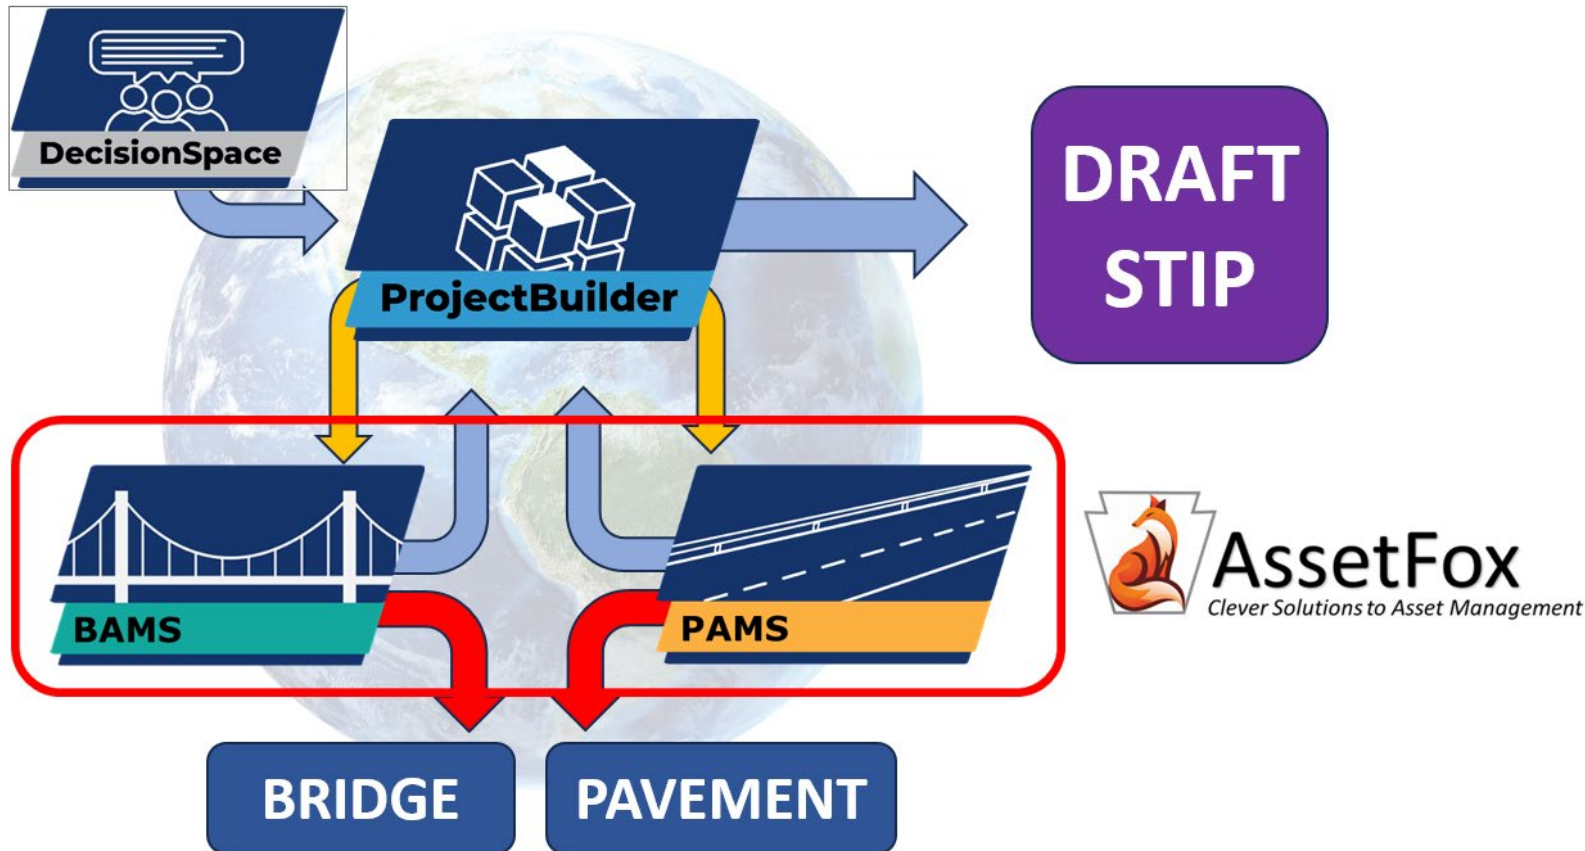 DecisionSpace
ProjectBuilder
DRAFT
STIP
BAMS
PAMS
AssetFox
Clever Solutions to Asset Management
BRIDGE
PAVEMENT